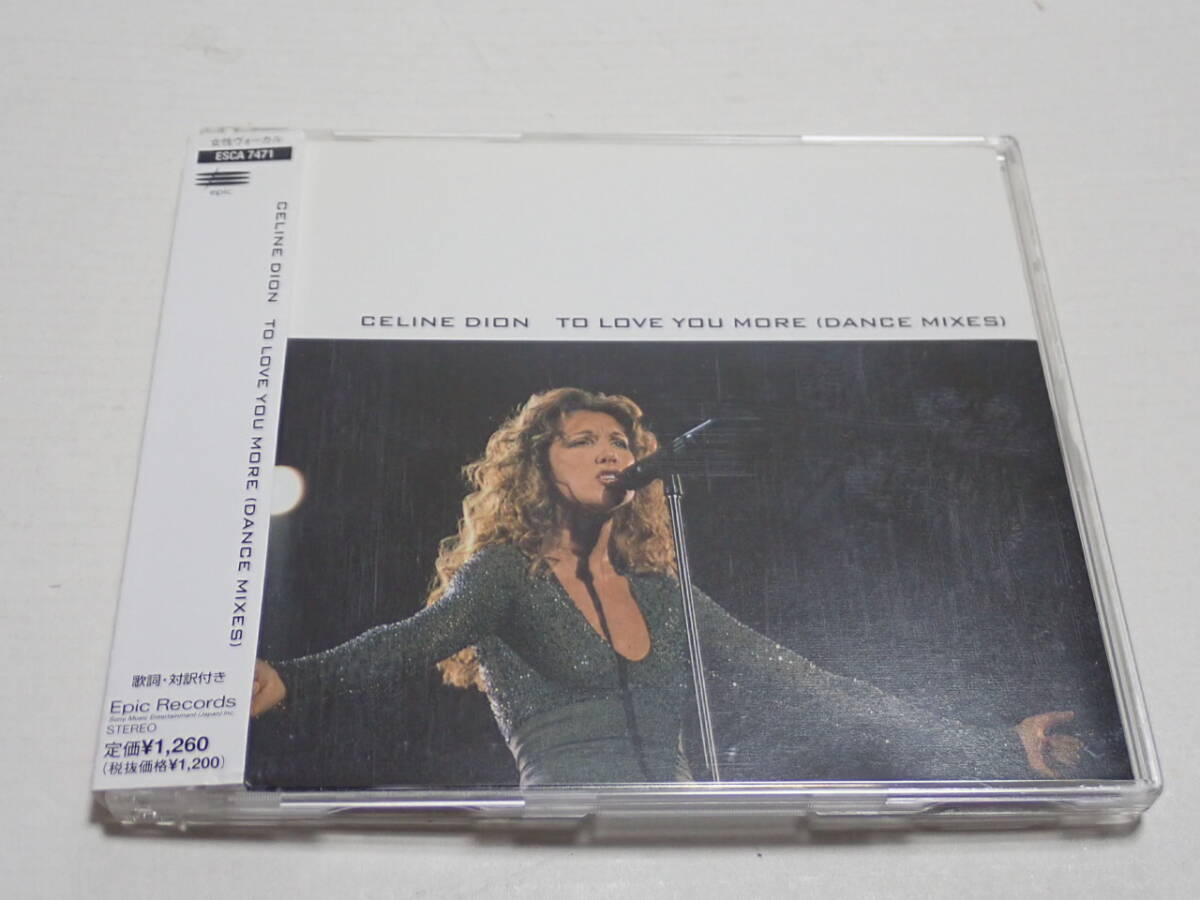 女性ヴォーカル
ESCA 7471
epic
CELINE DION TO LOVE YOU MORE (DANCE MIXES)
歌詞・対訳付き
Epic Records
Sony Music Entertainment (Japan) Inc.
STEREO
定価¥1,260
(税抜価格¥1,200)
CELINE DION TO LOVE YOU MORE (DANCE MIXES)